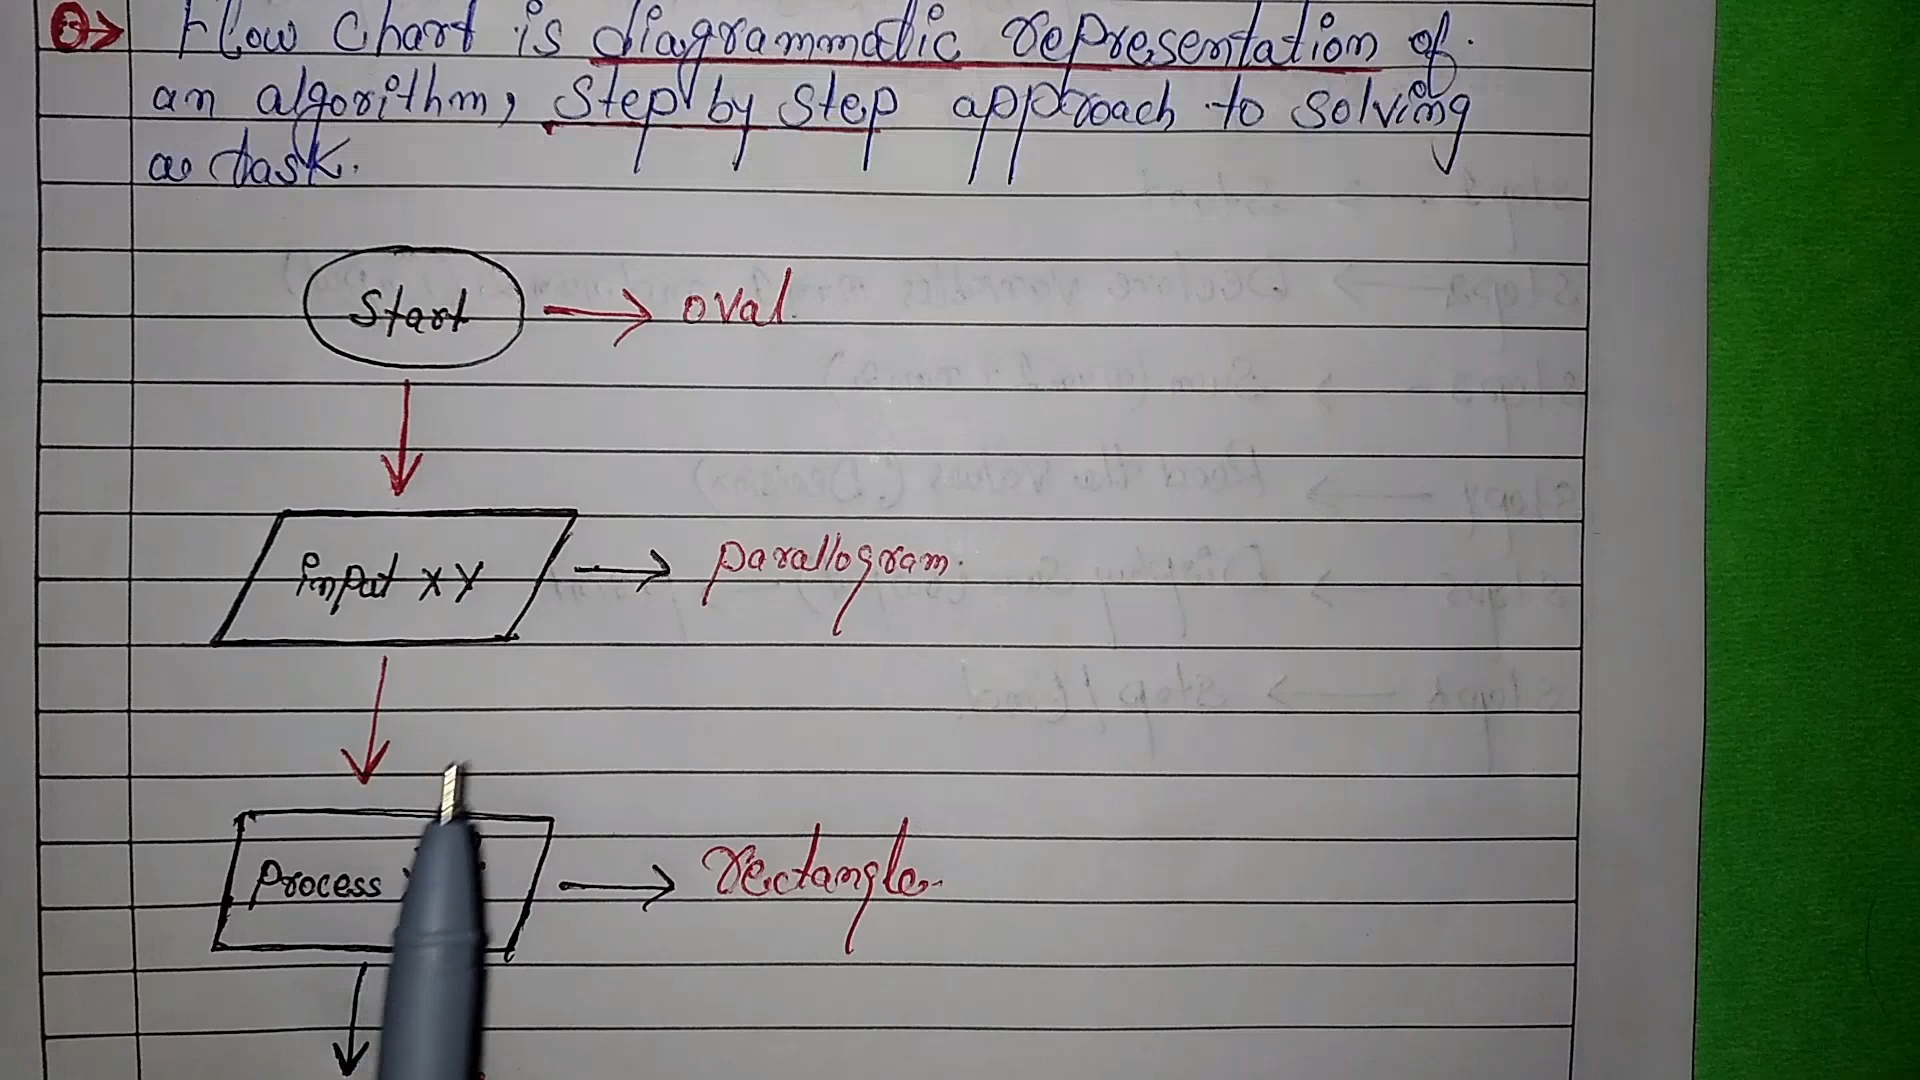 Flow chart is diagrammatic representation of
an algorithm, step by step approach to solving
a task.
Start → oval.
input X Y → parallogram.
Process → rectangle.